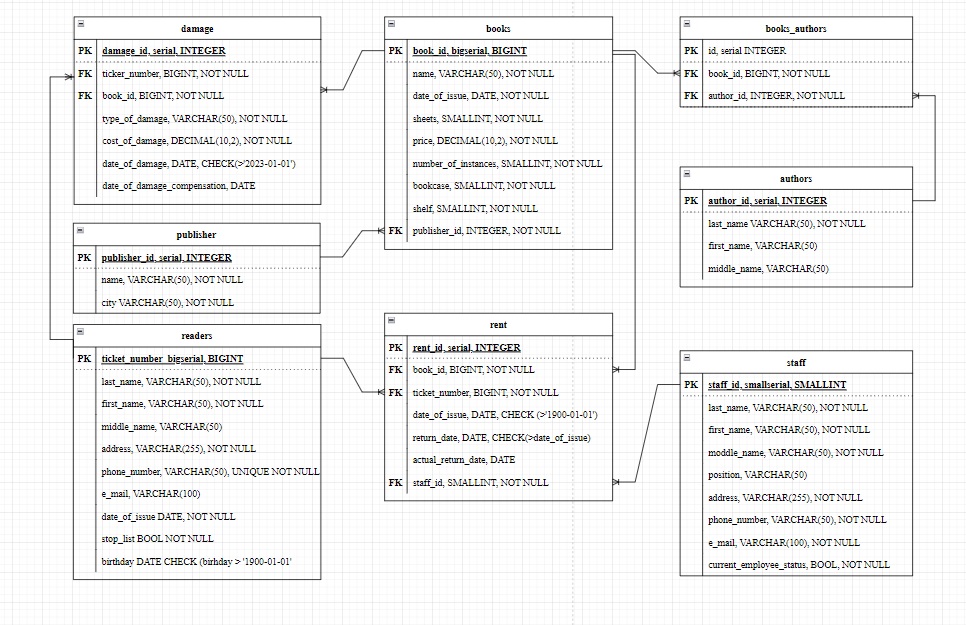 damage
PK damage_id, serial, INTEGER
FK ticker_number, BIGINT, NOT NULL
FK book_id, BIGINT, NOT NULL
type_of_damage, VARCHAR(50), NOT NULL
cost_of_damage, DECIMAL(10,2), NOT NULL
date_of_damage, DATE, CHECK(>'2023-01-01')
date_of_damage_compensation, DATE
publisher
PK publisher_id, serial, INTEGER
name, VARCHAR(50), NOT NULL
city VARCHAR(50), NOT NULL
readers
PK ticket_number_bigserial, BIGINT
last_name, VARCHAR(50), NOT NULL
first_name, VARCHAR(50), NOT NULL
middle_name, VARCHAR(50)
address, VARCHAR(255), NOT NULL
phone_number, VARCHAR(50), UNIQUE NOT NULL
e_mail, VARCHAR(100)
date_of_issue DATE, NOT NULL
stop_list BOOL NOT NULL
birthday DATE CHECK (birhday > '1900-01-01'
books
PK book_id, bigserial, BIGINT
name, VARCHAR(50), NOT NULL
date_of_issue, DATE, NOT NULL
sheets, SMALLINT, NOT NULL
price, DECIMAL(10,2), NOT NULL
number_of_instances, SMALLINT, NOT NULL
bookcase, SMALLINT, NOT NULL
shelf, SMALLINT, NOT NULL
FK publisher_id, INTEGER, NOT NULL
rent
PK rent_id, serial, INTEGER
FK book_id, BIGINT, NOT NULL
FK ticket_number, BIGINT, NOT NULL
date_of_issue, DATE, CHECK (>'1900-01-01')
return_date, DATE, CHECK(>date_of_issue)
actual_return_date, DATE
FK staff_id, SMALLINT, NOT NULL
books_authors
PK id, serial INTEGER
FK book_id, BIGINT, NOT NULL
FK author_id, INTEGER, NOT NULL
authors
PK author_id, serial, INTEGER
last_name VARCHAR(50), NOT NULL
first_name, VARCHAR(50)
middle_name, VARCHAR(50)
staff
PK staff_id, smallserial, SMALLINT
last_name, VARCHAR(50), NOT NULL
first_name, VARCHAR(50), NOT NULL
moddle_name, VARCHAR(50), NOT NULL
position, VARCHAR(50)
address, VARCHAR(255), NOT NULL
phone_number, VARCHAR(50), NOT NULL
e_mail, VARCHAR(100), NOT NULL
current_employee_status, BOOL, NOT NULL